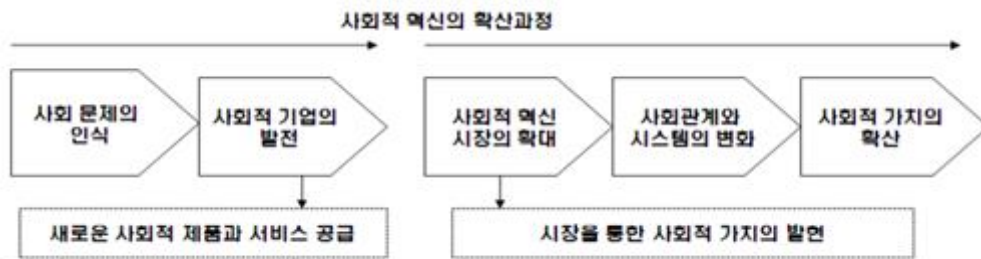 사회적 혁신의 확산과정
사회 문제의
인식
사회적 기업의
발전
사회적 혁신
시장의 확대
사회관계와
시스템의 변화
사회적 가치의
확산
새로운 사회적 제품과 서비스 공급
시장을 통한 사회적 가치의 발현